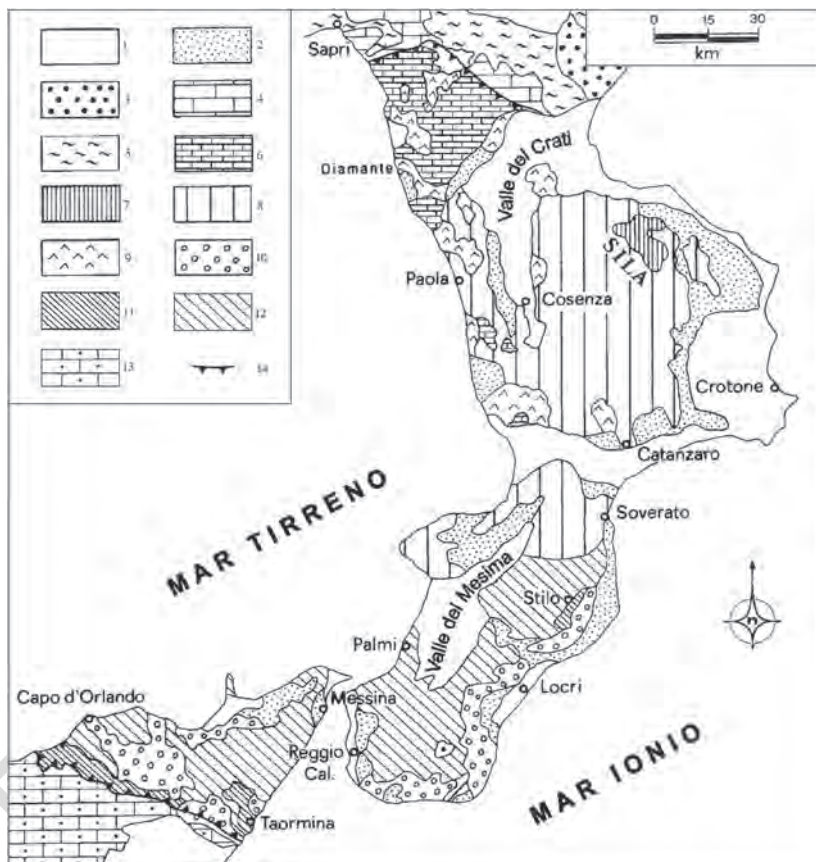 1 2
3 4
5 6
7 8
9 10
11 12
13 14
0 15 30
km
Sapri
Diamante
Valle del Crati
SILA
Paola
Cosenza
Crotone
Catanzaro
MAR TIRRENO
Soverato
Valle del Mesima
Stilo
Palmi
Capo d'Orlando
Messina
Locri
Reggio
Cal.
MAR IONIO
Taormina